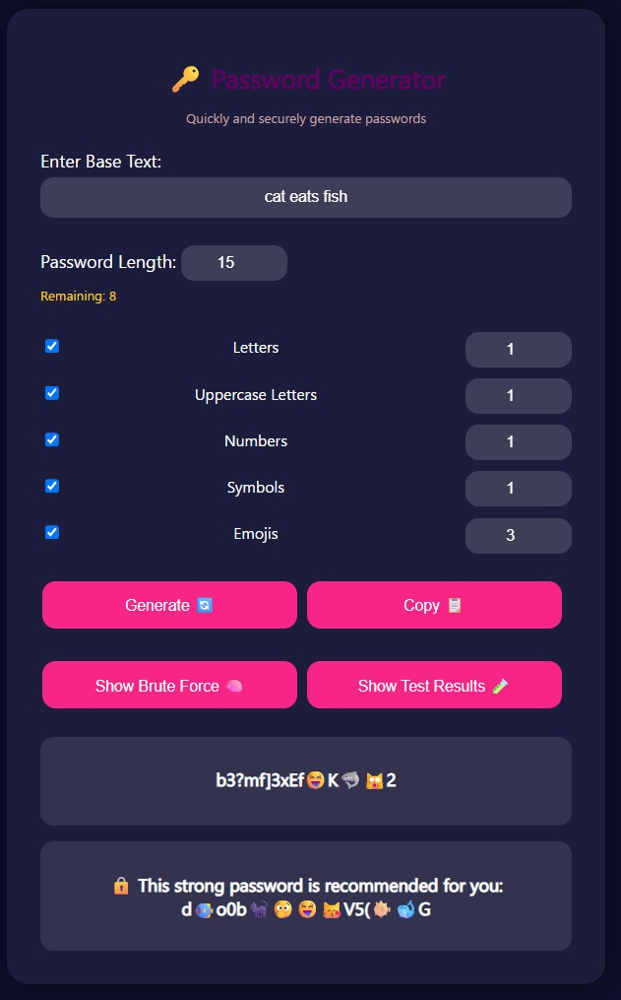 🔑 Password Generator
Quickly and securely generate passwords
Enter Base Text:
cat eats fish
Password Length: 15
Remaining: 8
Letters 1
Uppercase Letters 1
Numbers 1
Symbols 1
Emojis 3
Generate 🔄 Copy 📋
Show Brute Force 🧠 Show Test Results 🧪
b3?mf]3xEf😝K🦈🙀2
🔒 This strong password is recommended for you:
d🐠o0b🐈‍⬛🫢😝😽V5(🐡🐳G